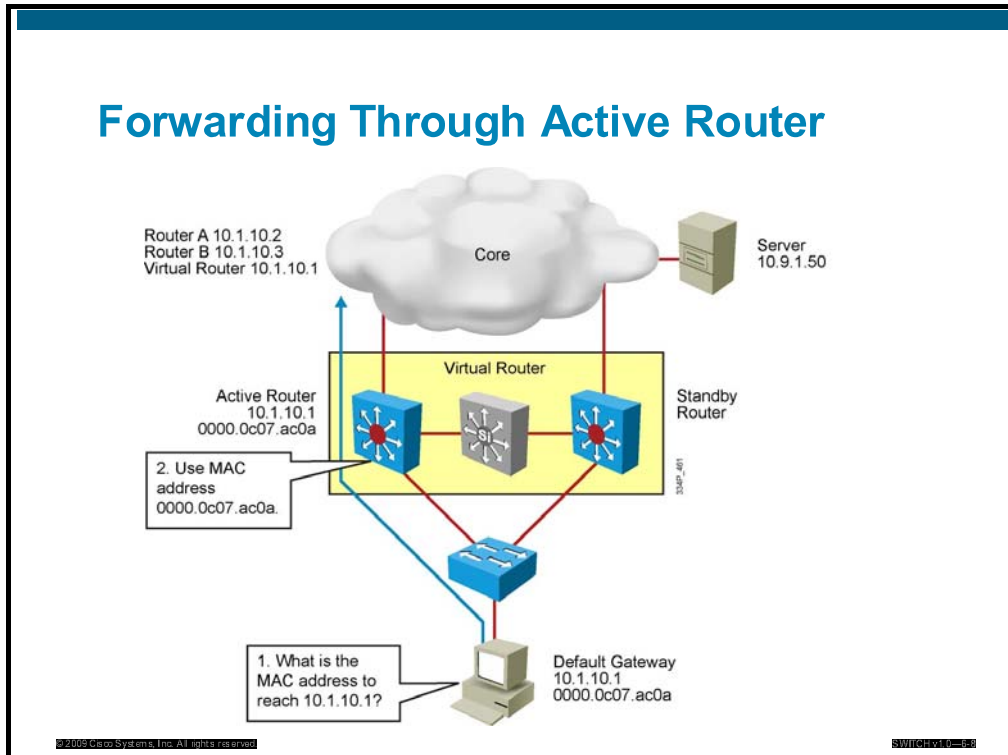 Forwarding Through Active Router
Router A 10.1.10.2
Router B 10.1.10.3
Virtual Router 10.1.10.1
Core
Server
10.9.1.50
Virtual Router
Active Router
10.1.10.1
0000.0c07.ac0a
Si
Standby
Router
2. Use MAC
address
0000.0c07.ac0a.
334P_461
1. What is the
MAC address to
reach 10.1.10.1?
Default Gateway
10.1.10.1
0000.0c07.ac0a
© 2009 Cisco Systems, Inc. All rights reserved.
SWITCH v1.0—6-8